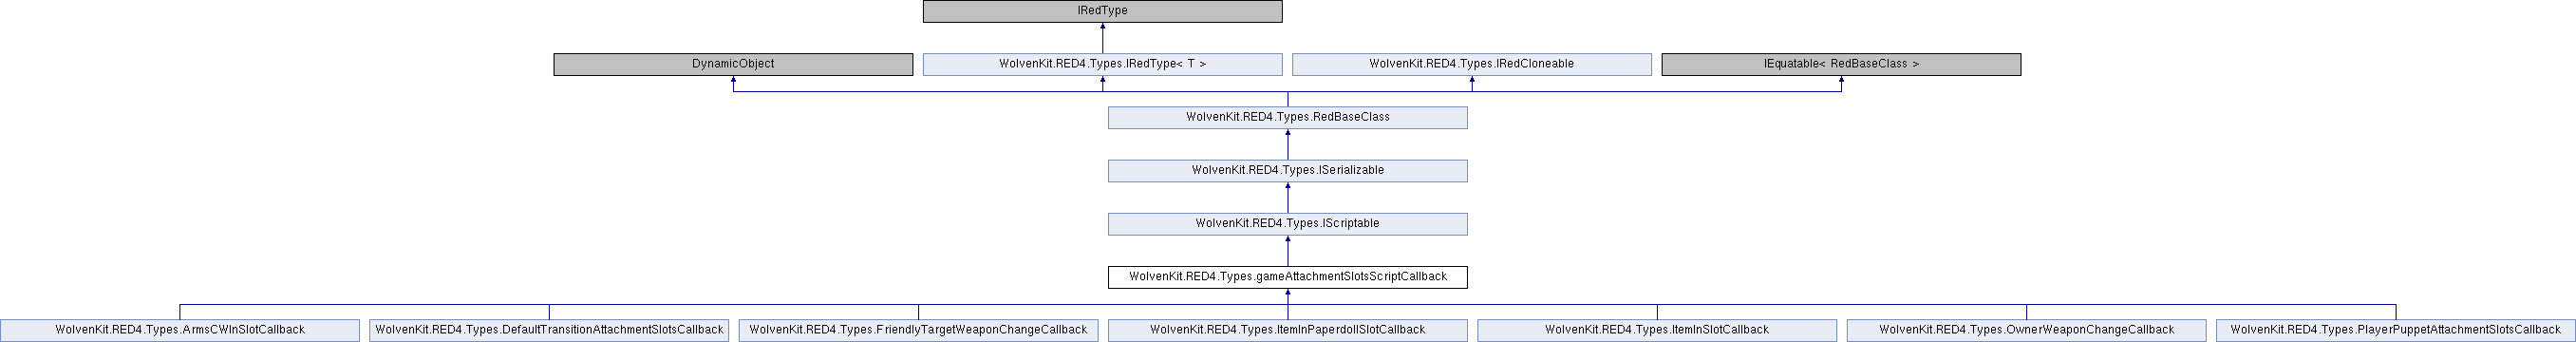 IRedType
DynamicObject
WolvenKit.RED4.Types.IRedType< T >
WolvenKit.RED4.Types.IRedCloneable
IEquatable< RedBaseClass >
WolvenKit.RED4.Types.RedBaseClass
WolvenKit.RED4.Types.ISerializable
WolvenKit.RED4.Types.IScriptable
WolvenKit.RED4.Types.gameAttachmentSlotsScriptCallback
WolvenKit.RED4.Types.ArmsCWInSlotCallback
WolvenKit.RED4.Types.DefaultTransitionAttachmentSlotsCallback
WolvenKit.RED4.Types.FriendlyTargetWeaponChangeCallback
WolvenKit.RED4.Types.ItemInPaperdollSlotCallback
WolvenKit.RED4.Types.ItemInSlotCallback
WolvenKit.RED4.Types.OwnerWeaponChangeCallback
WolvenKit.RED4.Types.PlayerPuppetAttachmentSlotsCallback